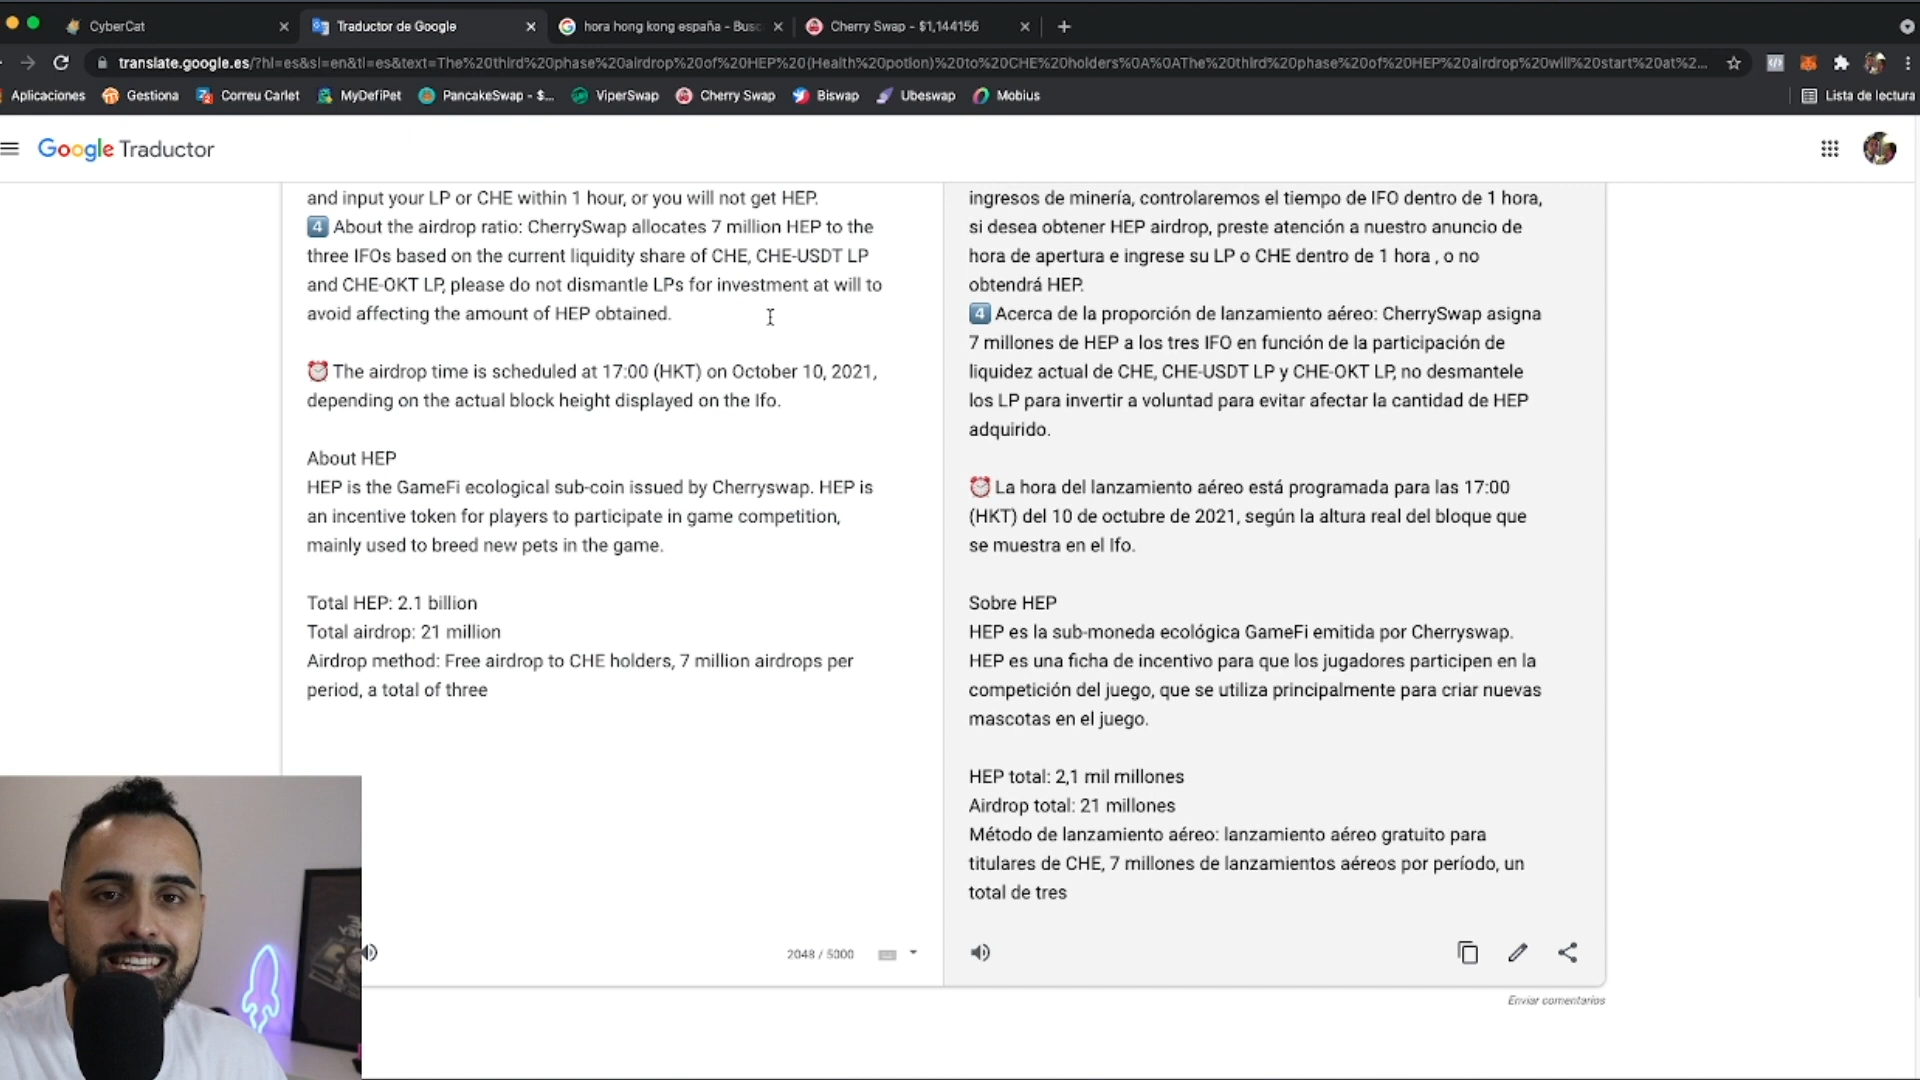 CyberCat
Traductor de Google
hora hong kong españa - Busc
Cherry Swap - $1,144156
translate.google.es/?hl=es&sl=en&tl=es&text=The%20third%20phase%20airdrop%20of%20HEP%20(Health%20potion)%20to%20CHE%20holders%0A%0AThe%20third%20phase%20of%20HEP%20airdrop%20will%20start%20at%2...
Aplicaciones
Gestiona
Correu Carlet
MyDefiPet
PancakeSwap - $...
ViperSwap
Cherry Swap
Biswap
Ubeswap
Mobius
Lista de lectura
Google Traductor
and input your LP or CHE within 1 hour, or you will not get HEP.
4 About the airdrop ratio: CherrySwap allocates 7 million HEP to the
three IFOs based on the current liquidity share of CHE, CHE-USDT LP
and CHE-OKT LP, please do not dismantle LPs for investment at will to
avoid affecting the amount of HEP obtained.
⏰ The airdrop time is scheduled at 17:00 (HKT) on October 10, 2021,
depending on the actual block height displayed on the Ifo.
About HEP
HEP is the GameFi ecological sub-coin issued by Cherryswap. HEP is
an incentive token for players to participate in game competition,
mainly used to breed new pets in the game.
Total HEP: 2.1 billion
Total airdrop: 21 million
Airdrop method: Free airdrop to CHE holders, 7 million airdrops per
period, a total of three
2048 / 5000
ingresos de minería, controlaremos el tiempo de IFO dentro de 1 hora,
si desea obtener HEP airdrop, preste atención a nuestro anuncio de
hora de apertura e ingrese su LP o CHE dentro de 1 hora , o no
obtendrá HEP.
4 Acerca de la proporción de lanzamiento aéreo: CherrySwap asigna
7 millones de HEP a los tres IFO en función de la participación de
liquidez actual de CHE, CHE-USDT LP y CHE-OKT LP, no desmantele
los LP para invertir a voluntad para evitar afectar la cantidad de HEP
adquirido.
⏰ La hora del lanzamiento aéreo está programada para las 17:00
(HKT) del 10 de octubre de 2021, según la altura real del bloque que
se muestra en el Ifo.
Sobre HEP
HEP es la sub-moneda ecológica GameFi emitida por Cherryswap.
HEP es una ficha de incentivo para que los jugadores participen en la
competición del juego, que se utiliza principalmente para criar nuevas
mascotas en el juego.
HEP total: 2,1 mil millones
Airdrop total: 21 millones
Método de lanzamiento aéreo: lanzamiento aéreo gratuito para
titulares de CHE, 7 millones de lanzamientos aéreos por período, un
total de tres
Enviar comentarios